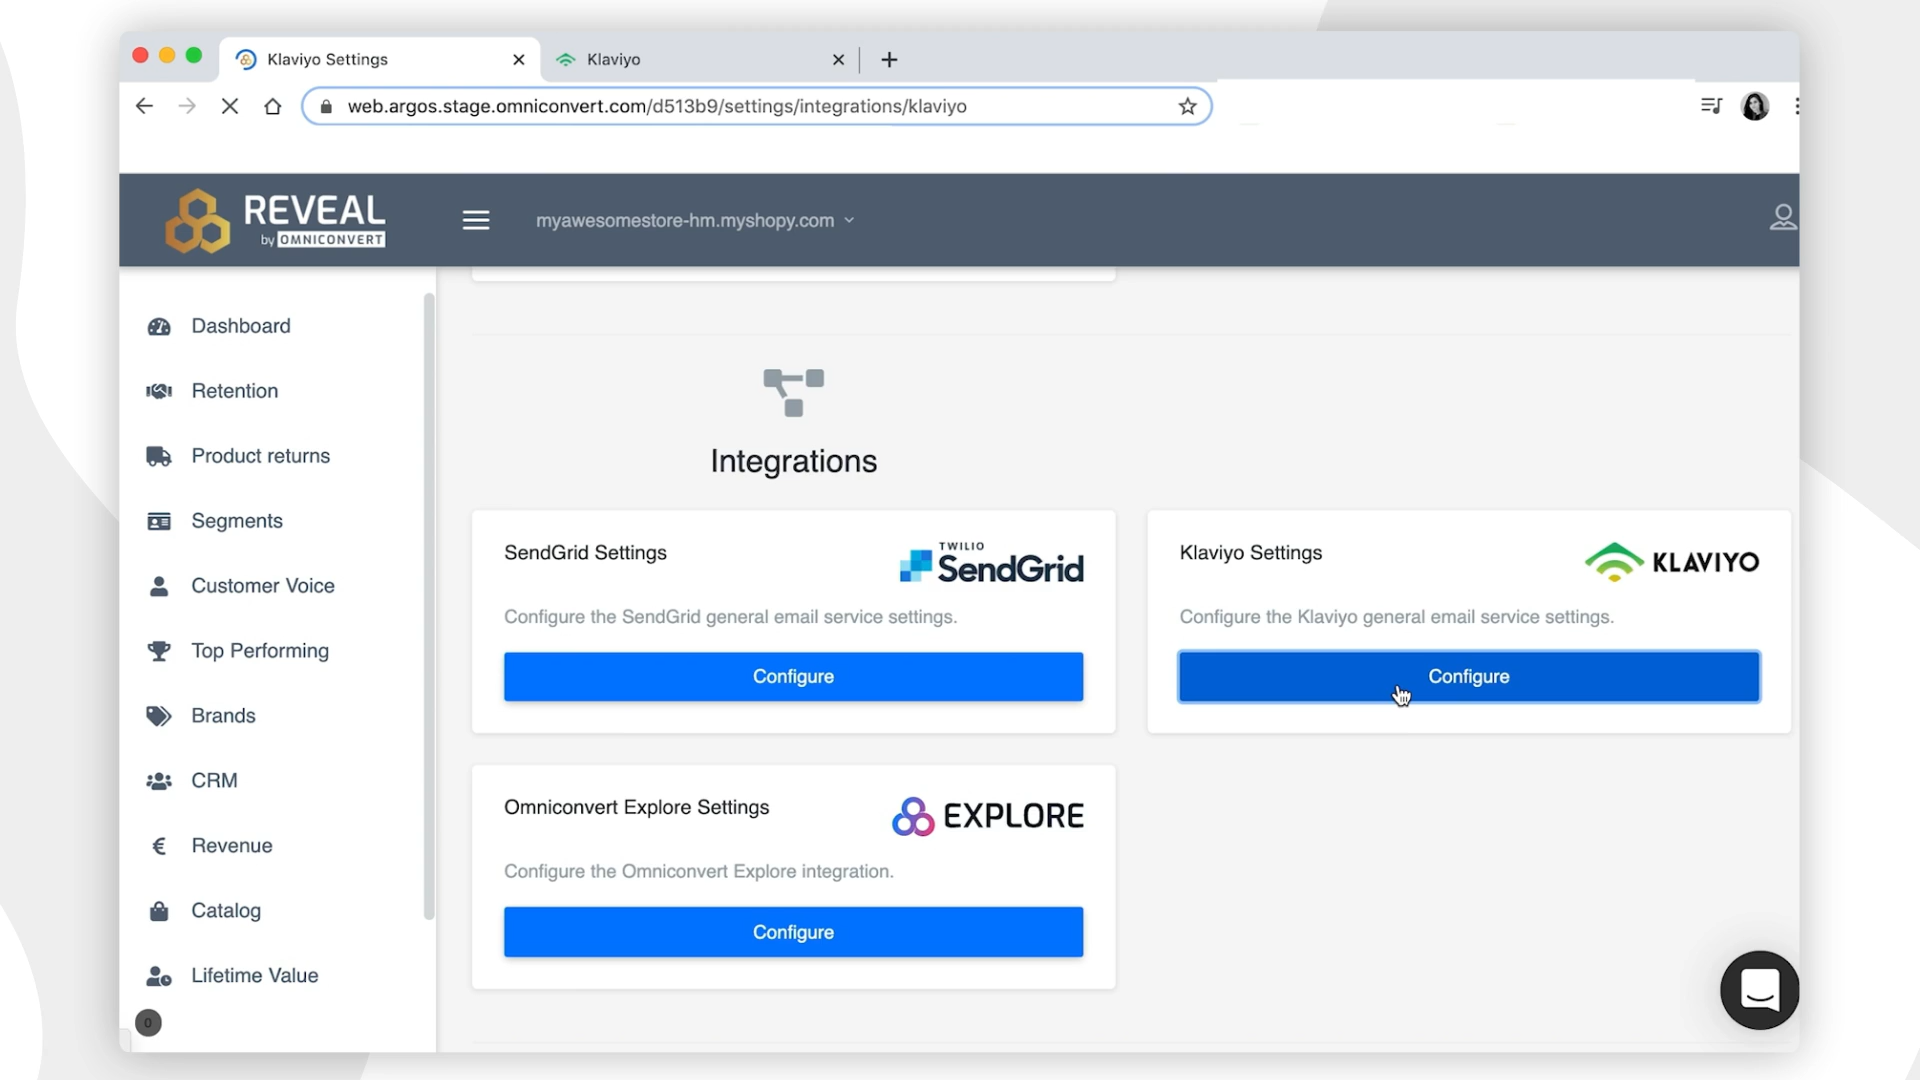 Klaviyo Settings
Klaviyo
web.argos.stage.omniconvert.com/d513b9/settings/integrations/klaviyo
REVEAL
by OMNICONVERT
myawesomestore-hm.myshopy.com
Dashboard
Retention
Product returns
Segments
Customer Voice
Top Performing
Brands
CRM
€ Revenue
Catalog
Lifetime Value
0
Integrations
SendGrid Settings
TWILIO
SendGrid
Configure the SendGrid general email service settings.
Configure
Klaviyo Settings
KLAVIYO
Configure the Klaviyo general email service settings.
Configure
Omniconvert Explore Settings
EXPLORE
Configure the Omniconvert Explore integration.
Configure